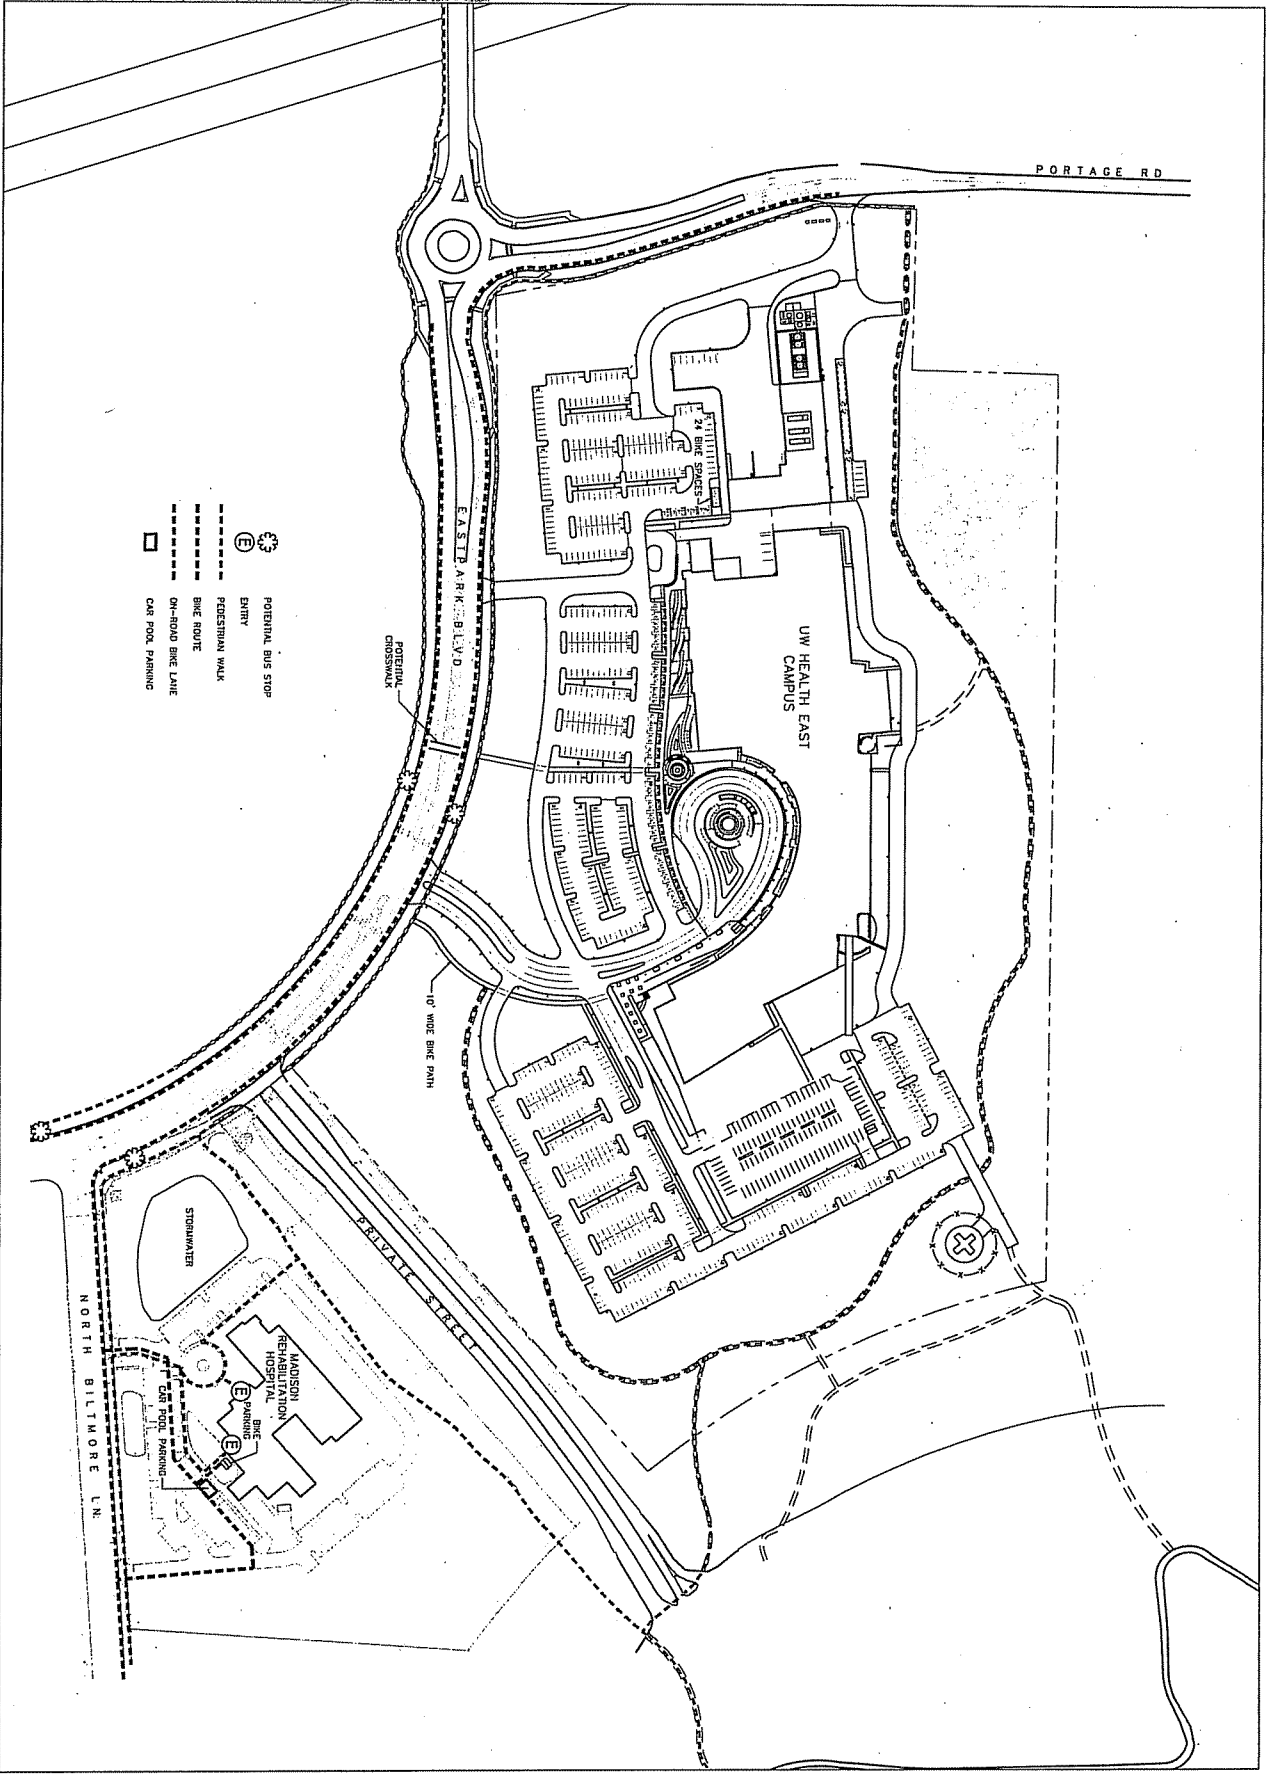 PORTAGE RD
24 BIKE SPACES
EASTPARK BLVD
UW HEALTH EAST
CAMPUS
POTENTIAL
CROSSWALK
POTENTIAL BUS STOP
E
ENTRY
PEDESTRIAN WALK
BIKE ROUTE
ON-ROAD BIKE LANE
CAR POOL PARKING
10' WIDE BIKE PATH
PRIVATE STREET
STORMWATER
MADISON
REHABILITATION
HOSPITAL
E
BIKE
PARKING
E
CAR POOL PARKING
NORTH BILTMORE LN.